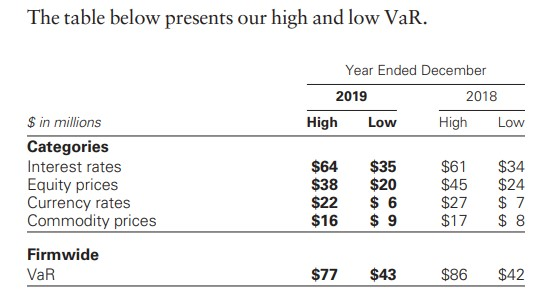 The table below presents our high and low VaR.
Year Ended December
2019 2018
$ in millions High Low High Low
Categories
Interest rates $64 $35 $61 $34
Equity prices $38 $20 $45 $24
Currency rates $22 $ 6 $27 $ 7
Commodity prices $16 $ 9 $17 $ 8
Firmwide
VaR $77 $43 $86 $42